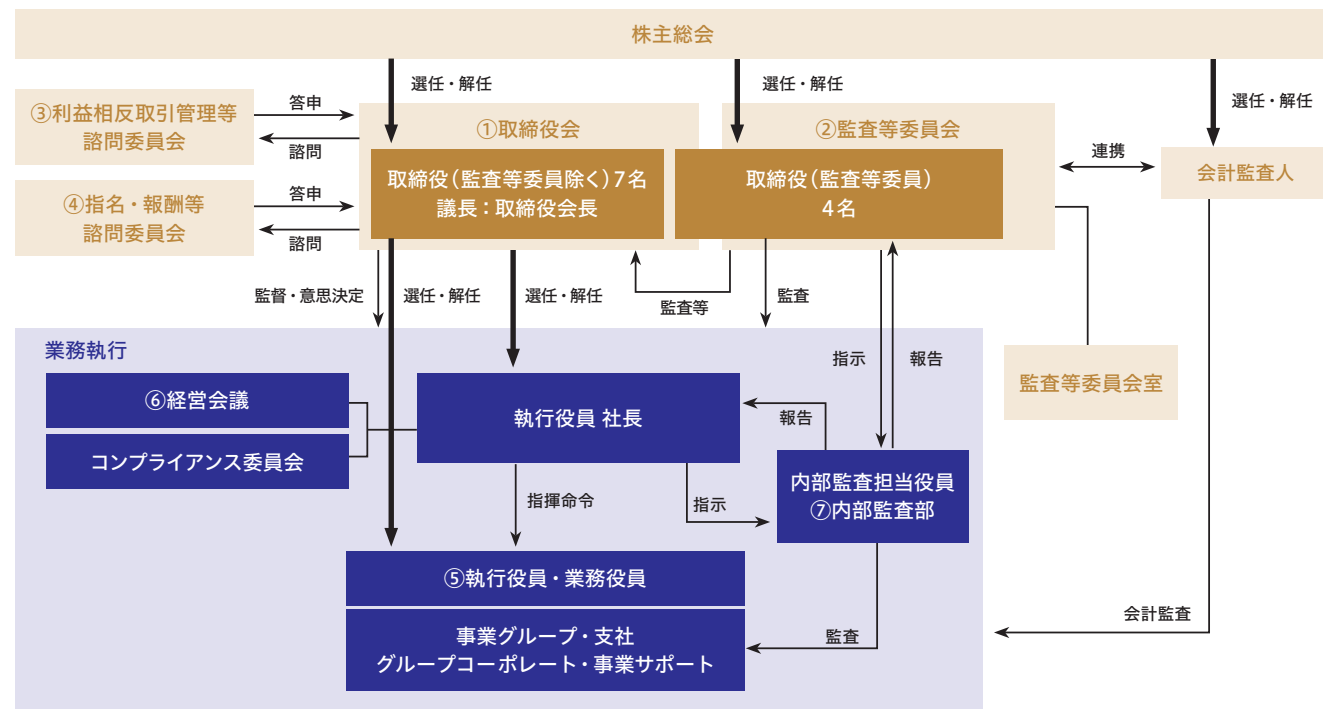 株主総会
選任・解任
選任・解任
選任・解任
③利益相反取引管理等
諮問委員会
答申
諮問
①取締役会
②監査等委員会
取締役(監査等委員除く)7名
議長：取締役会長
取締役(監査等委員)
4名
連携
会計監査人
④指名・報酬等
諮問委員会
答申
諮問
監督・意思決定
選任・解任
選任・解任
監査等
監査
業務執行
指示
報告
監査等委員会室
⑥経営会議
コンプライアンス委員会
執行役員 社長
報告
指揮命令
指示
内部監査担当役員
⑦内部監査部
⑤執行役員・業務役員
事業グループ・支社
グループコーポレート・事業サポート
監査
会計監査